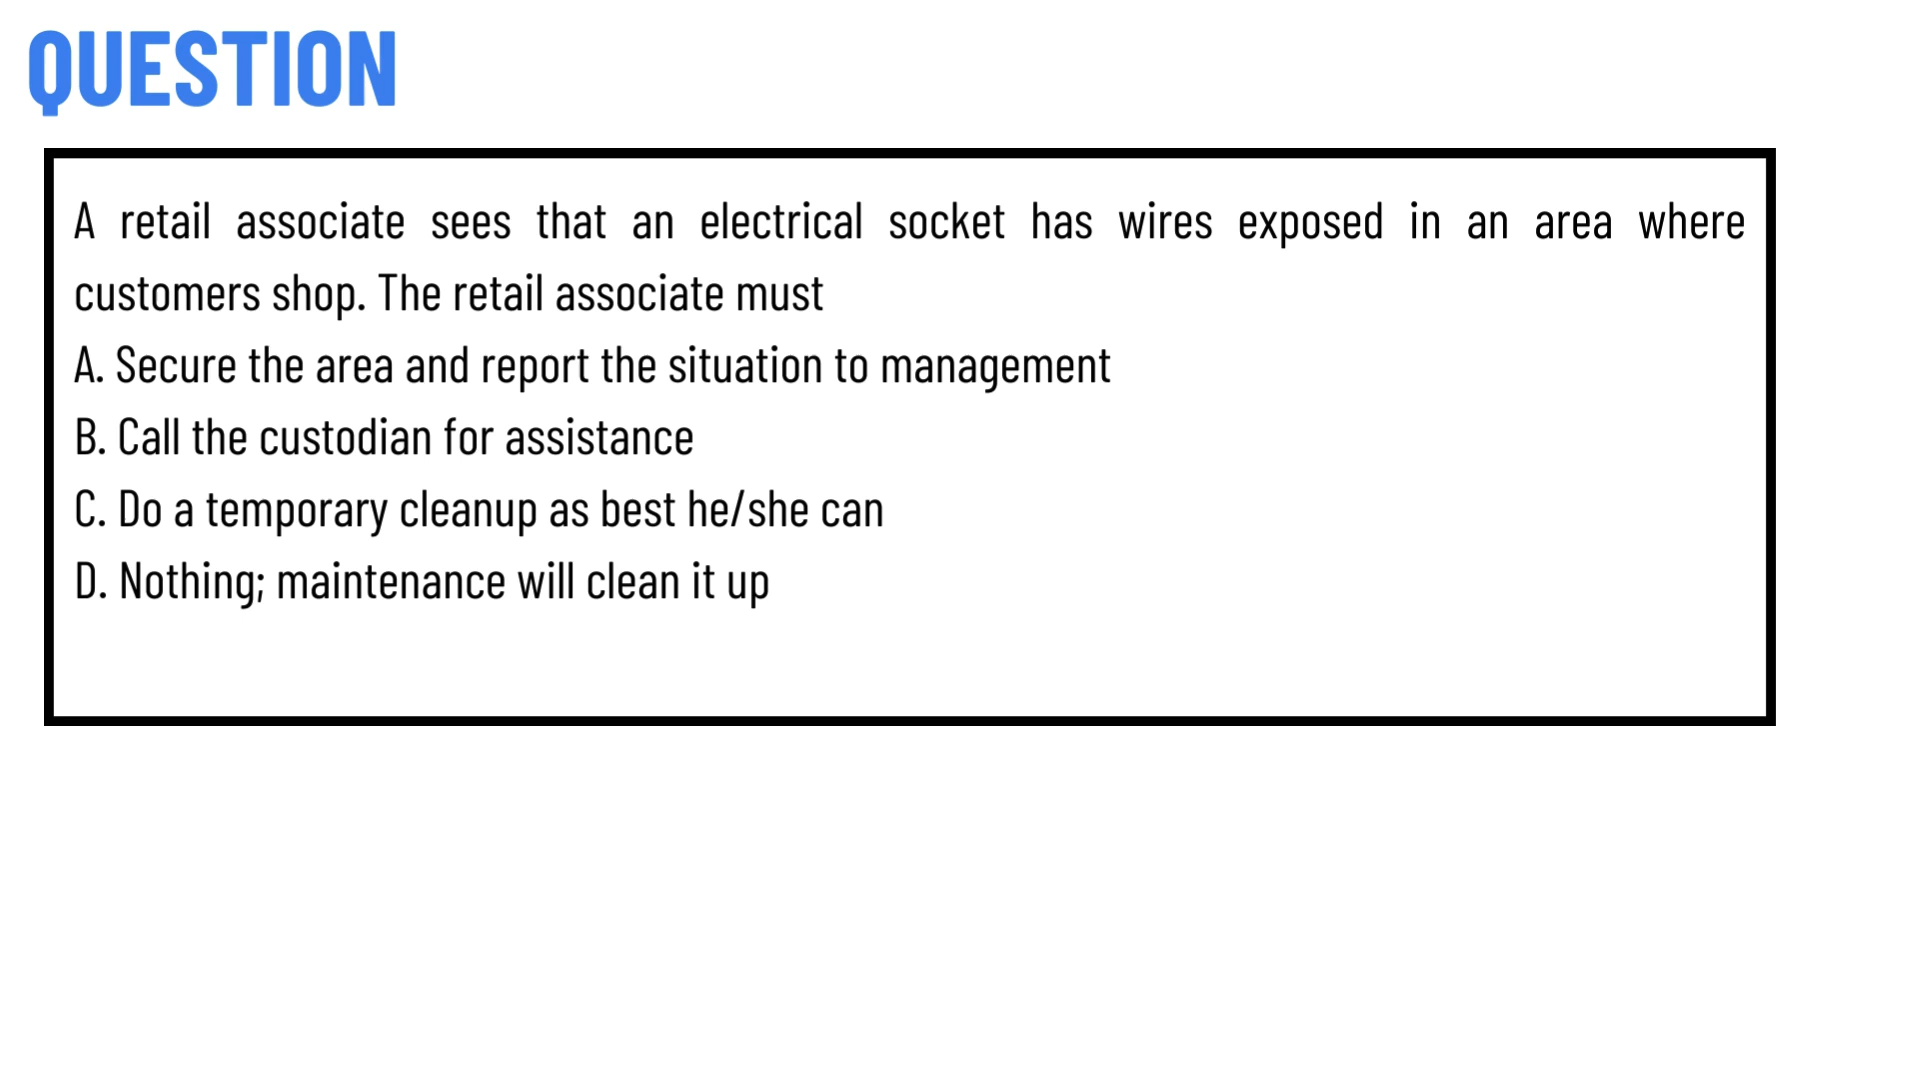 QUESTION
A retail associate sees that an electrical socket has wires exposed in an area where
customers shop. The retail associate must
A. Secure the area and report the situation to management
B. Call the custodian for assistance
C. Do a temporary cleanup as best he/she can
D. Nothing; maintenance will clean it up